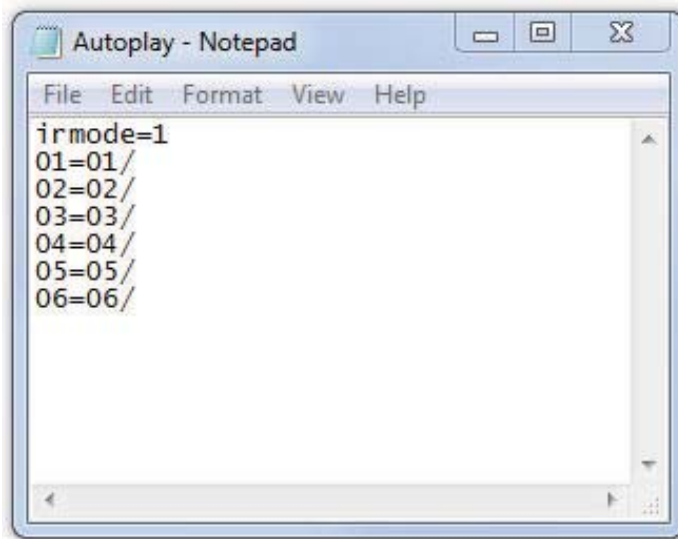 Autoplay - Notepad
File Edit Format View Help
irmode=1
01=01/
02=02/
03=03/
04=04/
05=05/
06=06/